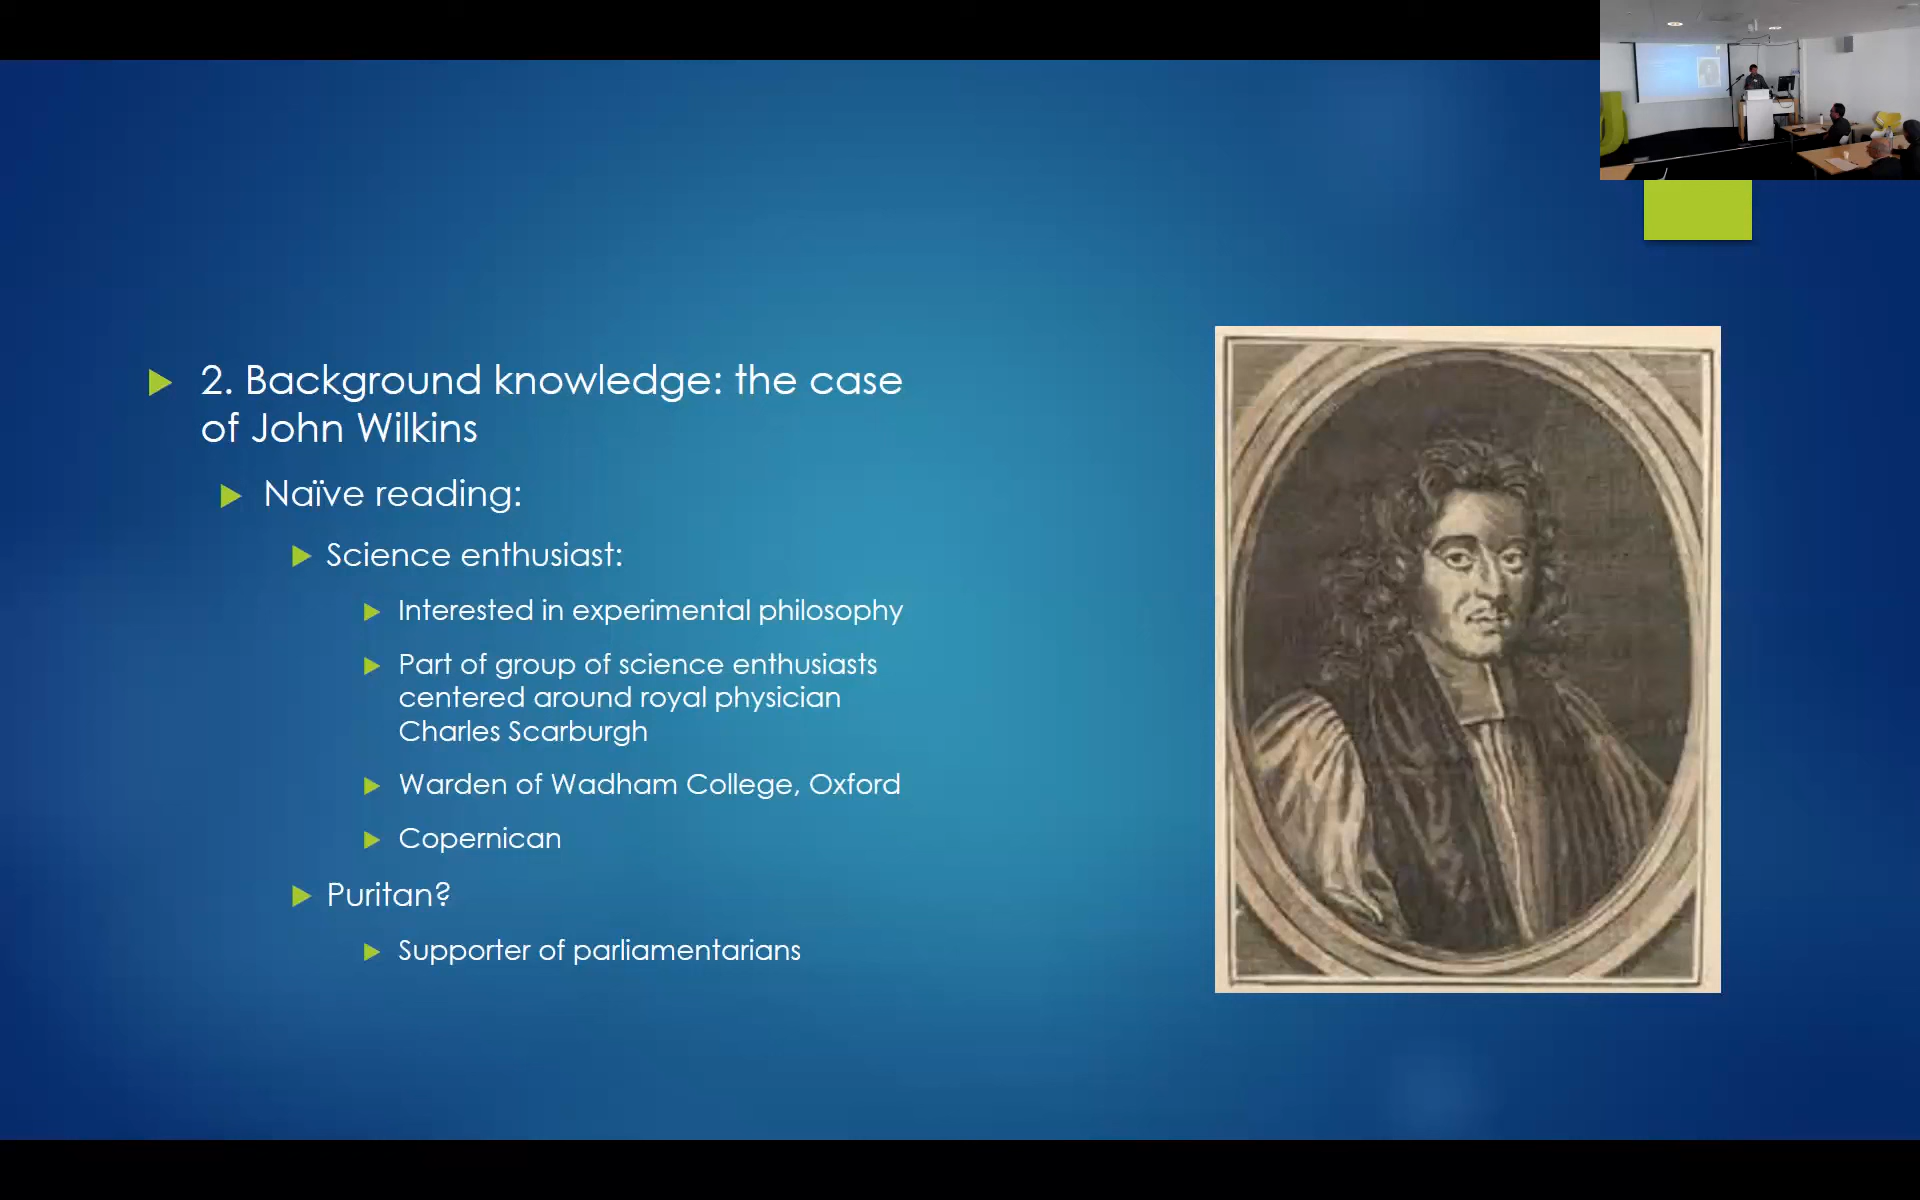 2. Background knowledge: the case
of John Wilkins
Naïve reading:
Science enthusiast:
Interested in experimental philosophy
Part of group of science enthusiasts
centered around royal physician
Charles Scarburgh
Warden of Wadham College, Oxford
Copernican
Puritan?
Supporter of parliamentarians